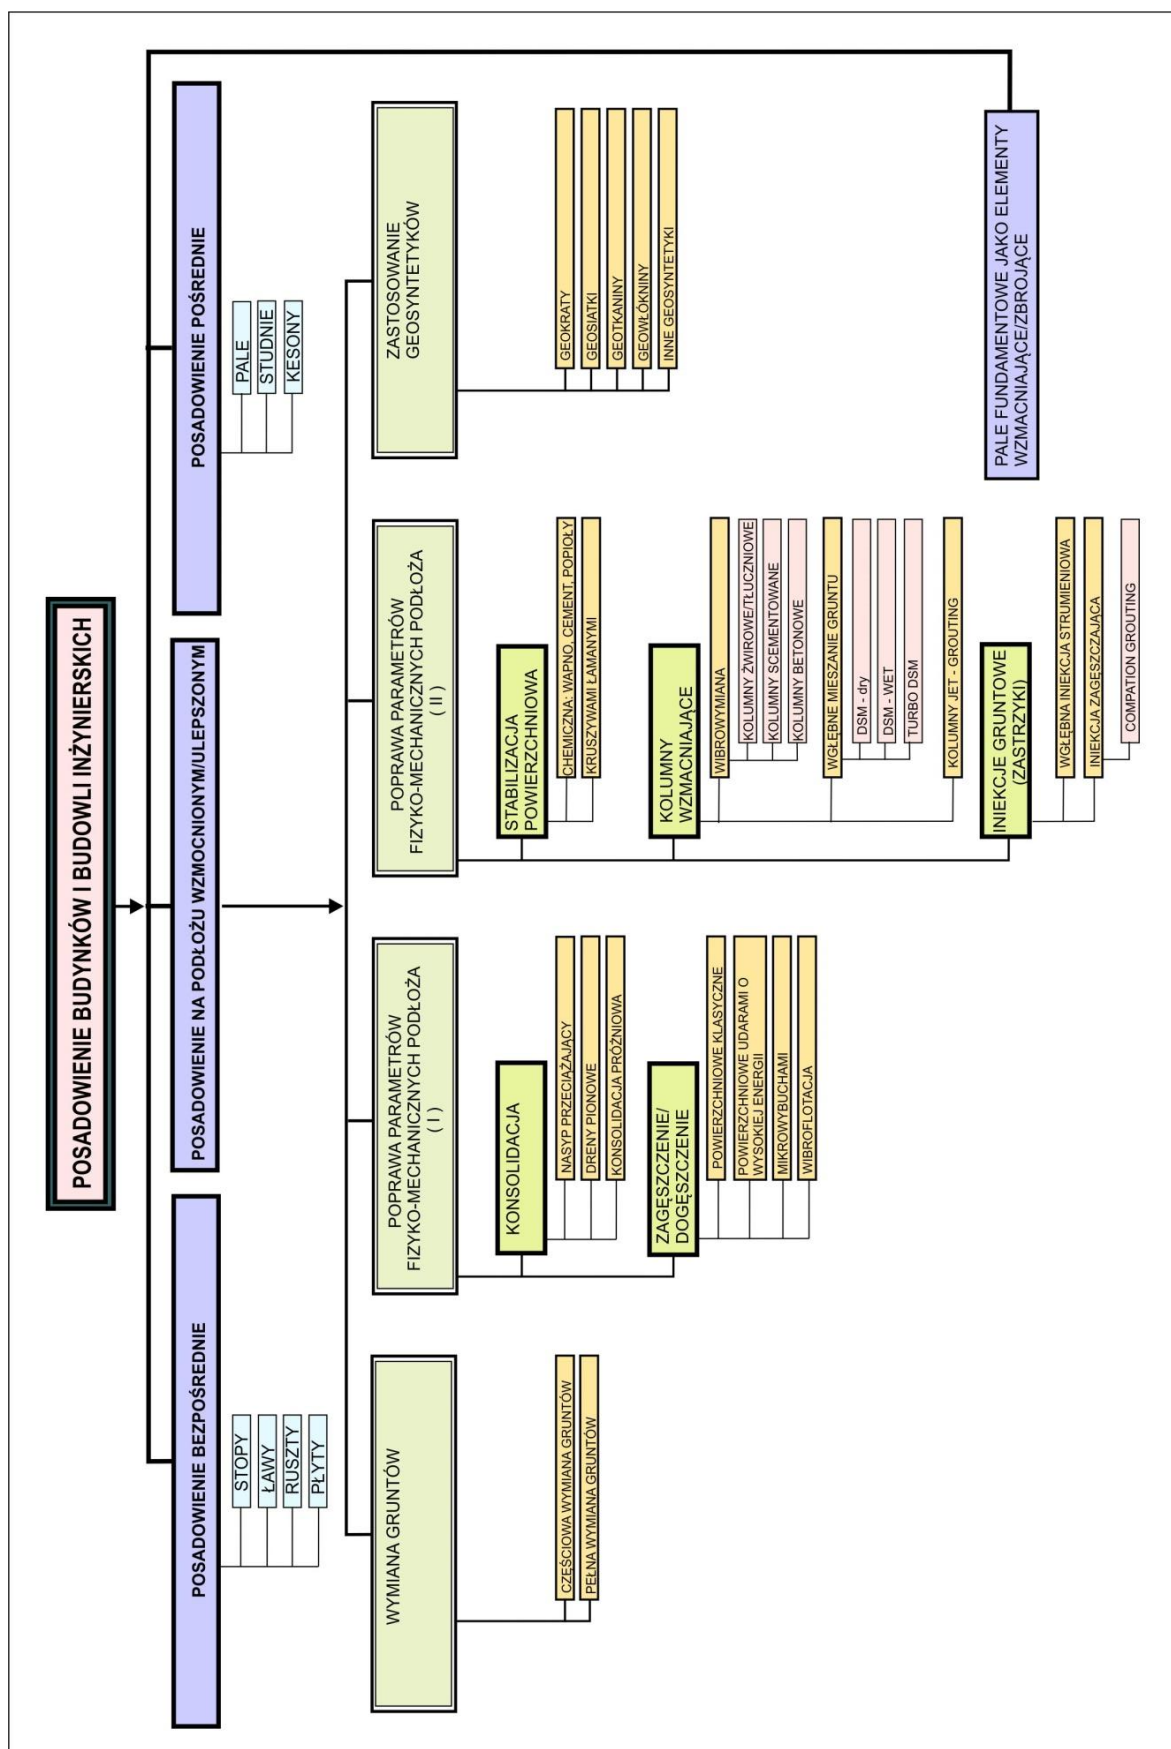 POSADOWIENIE BUDYNKÓW I BUDOWLI INŻYNIERSKICH
POSADOWIENIE BEZPOŚREDNIE
STOPY
ŁAWY
RUSZTY
PŁYTY
POSADOWIENIE NA PODŁOŻU WZMOCNIONYM/ULEPSZONYM
POSADOWIENIE POŚREDNIE
PALE
STUDNIE
KESONY
WYMIANA GRUNTÓW
CZĘŚCIOWA WYMIANA GRUNTÓW
PEŁNA WYMIANA GRUNTÓW
POPRAWA PARAMETRÓW
FIZYKO-MECHANICZNYCH PODŁOŻA
( I )
KONSOLIDACJA
NASYP PRZECIĄŻAJĄCY
DRENY PIONOWE
KONSOLIDACJA PRÓŻNIOWA
ZAGĘSZCZENIE/
DOGĘSZCZENIE
POWIERZCHNIOWE KLASYCZNE
POWIERZCHNIOWE UDARAMI O
WYSOKIEJ ENERGII
MIKROWYBUCHAMI
WIBROFLOTACJA
POPRAWA PARAMETRÓW
FIZYKO-MECHANICZNYCH PODŁOŻA
( II )
STABILIZACJA
POWIERZCHNIOWA
CHEMICZNA: WAPNO, CEMENT, POPIOŁY
KRUSZYWAMI ŁAMANYMI
KOLUMNY
WZMACNIAJĄCE
WIBROWYMIANA
KOLUMNY ŻWIROWE/TŁUCZNIOWE
KOLUMNY SCEMENTOWANE
KOLUMNY BETONOWE
WGŁEBNE MIESZANIE GRUNTU
DSM - dry
DSM - WET
TURBO DSM
KOLUMNY JET - GROUTING
INIEKCJE GRUNTOWE
(ZASTRZYKI)
WGŁĘBNA INIEKCJA STRUMIENIOWA
INIEKCJA ZAGĘSZCZAJĄCA
COMPATION GROUTING
ZASTOSOWANIE
GEOSYNTETYKÓW
GEOKRATY
GEOSIATKI
GEOTKANINY
GEOWŁÓKNINY
INNE GEOSYNTETYKI
PALE FUNDAMENTOWE JAKO ELEMENTY
WZMACNIAJĄCE/ZBROJĄCE